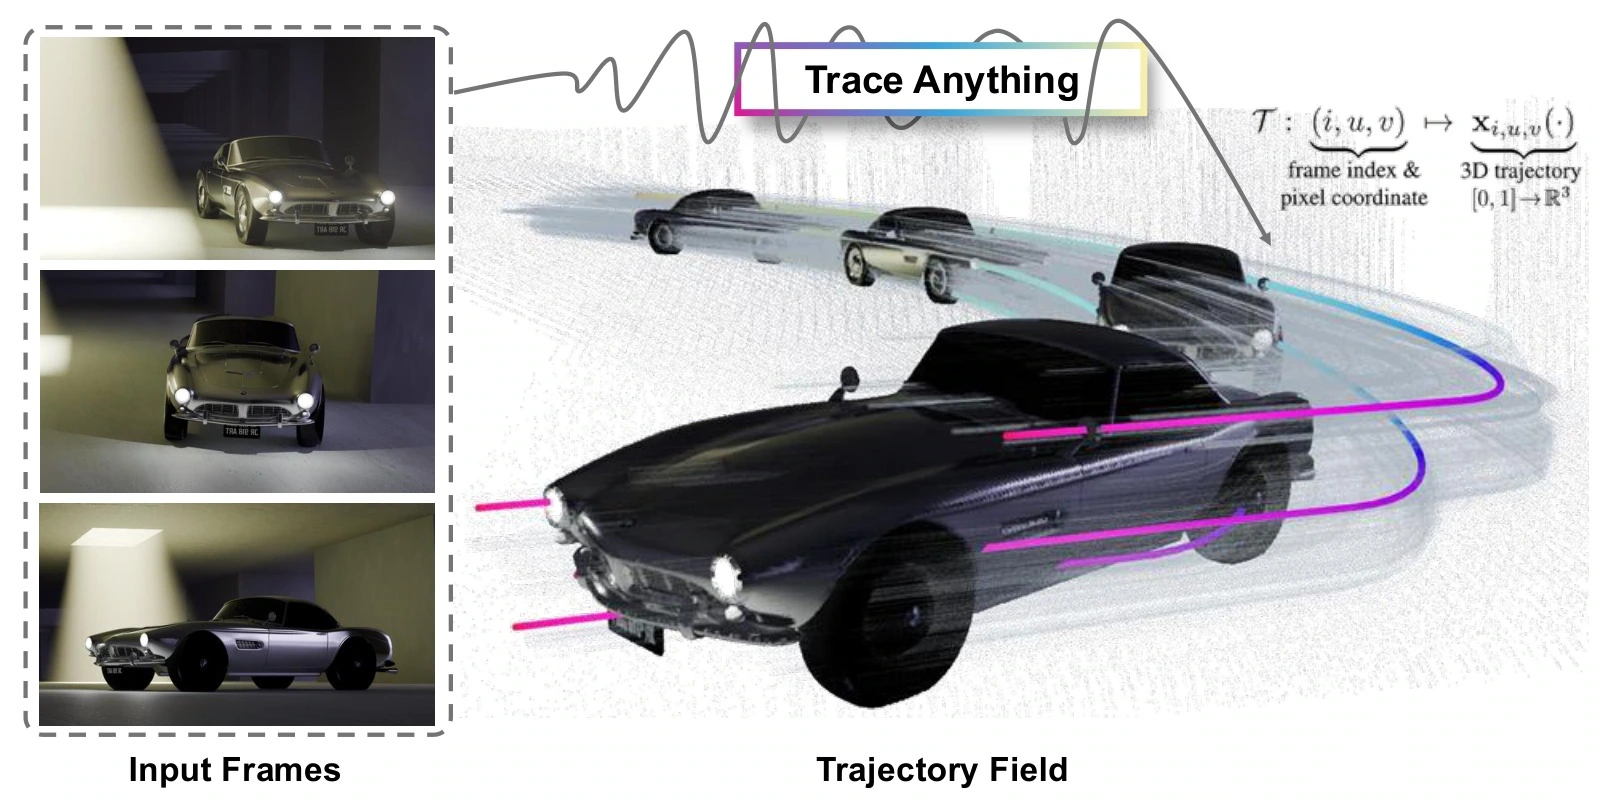 Trace Anything
𝒯 : (i, u, v) ↦ x_{i,u,v}(·)
frame index & pixel coordinate
3D trajectory [0, 1]→ℝ³
Input Frames
Trajectory Field